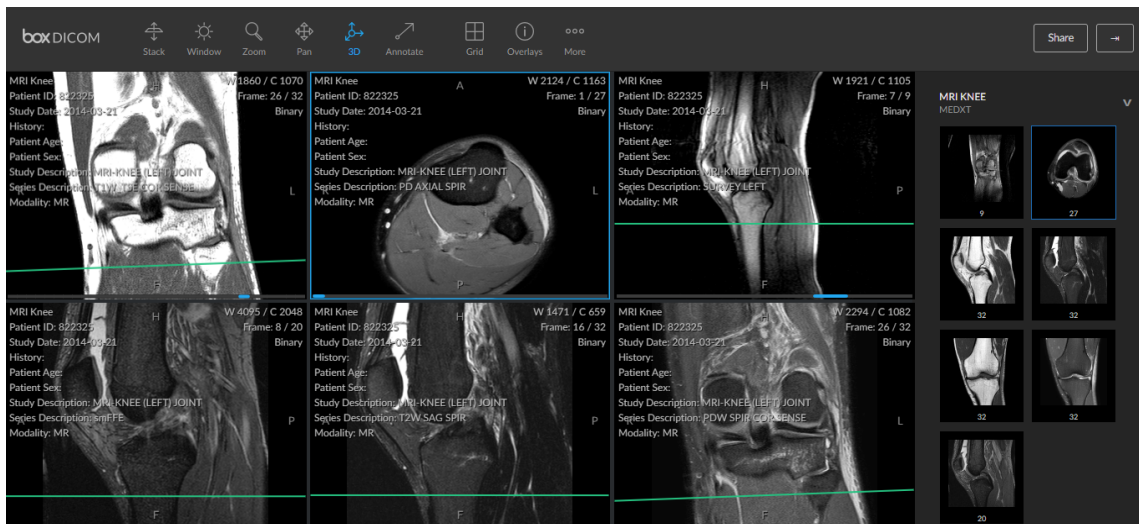 box DICOM
Stack
Window
Zoom
Pan
3D
Annotate
Grid
Overlays
More
Share
MRI Knee
W 1860 / C 1070
Patient ID: 822325
H
Frame: 26 / 32
Study Date: 2014-03-21
Binary
History:
Patient Age:
Patient Sex:
Study Description: MRI-KNEE (LEFT) JOINT
Series Description: T1W_TSE COR SENSE
L
Modality: MR
F
MRI Knee
A
W 2124 / C 1163
Patient ID: 822325
Frame: 1 / 27
Study Date: 2014-03-21
Binary
History:
Patient Age:
Patient Sex:
Study Description: MRI-KNEE (LEFT) JOINT
Series Description: PD AXIAL SPIR
R
L
Modality: MR
P
MRI Knee
H
W 1921 / C 1105
Patient ID: 822325
Frame: 7 / 9
Study Date: 2014-03-21
Binary
History:
Patient Age:
Patient Sex:
Study Description: MRI-KNEE (LEFT) JOINT
Series Description: SURVEY LEFT
A
P
Modality: MR
F
MRI Knee
H
W 4095 / C 2048
Patient ID: 822325
Frame: 8 / 20
Study Date: 2014-03-21
Binary
History:
Patient Age:
Patient Sex:
Study Description: MRI-KNEE (LEFT) JOINT
Series Description: smFFE
P
Modality: MR
F
MRI Knee
H
W 1471 / C 659
Patient ID: 822325
Frame: 16 / 32
Study Date: 2014-03-21
Binary
History:
Patient Age:
Patient Sex:
Study Description: MRI-KNEE (LEFT) JOINT
Series Description: T2W SAG SPIR
P
Modality: MR
F
MRI Knee
H
W 2294 / C 1082
Patient ID: 822325
Frame: 26 / 32
Study Date: 2014-03-21
Binary
History:
Patient Age:
Patient Sex:
Study Description: MRI-KNEE (LEFT) JOINT
Series Description: PDW SPIR COR SENSE
L
Modality: MR
F
MRI KNEE
MEDXT
9
27
32
32
32
32
20